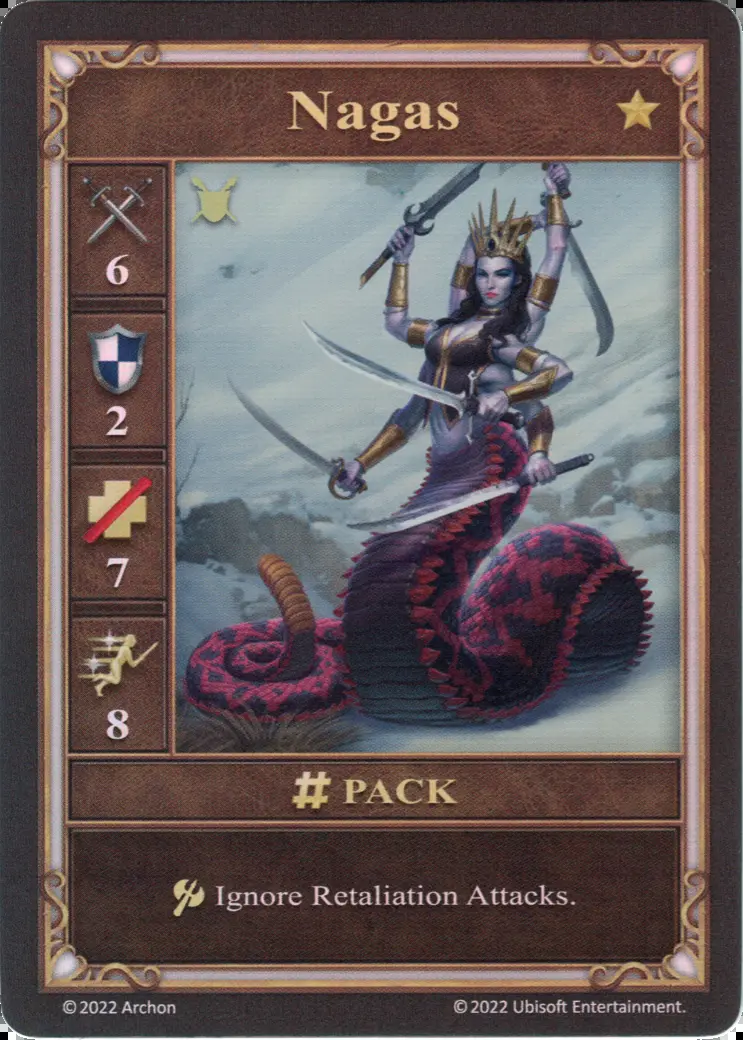 Nagas
6
2
7
8
# PACK
Ignore Retaliation Attacks.
© 2022 Archon
© 2022 Ubisoft Entertainment.